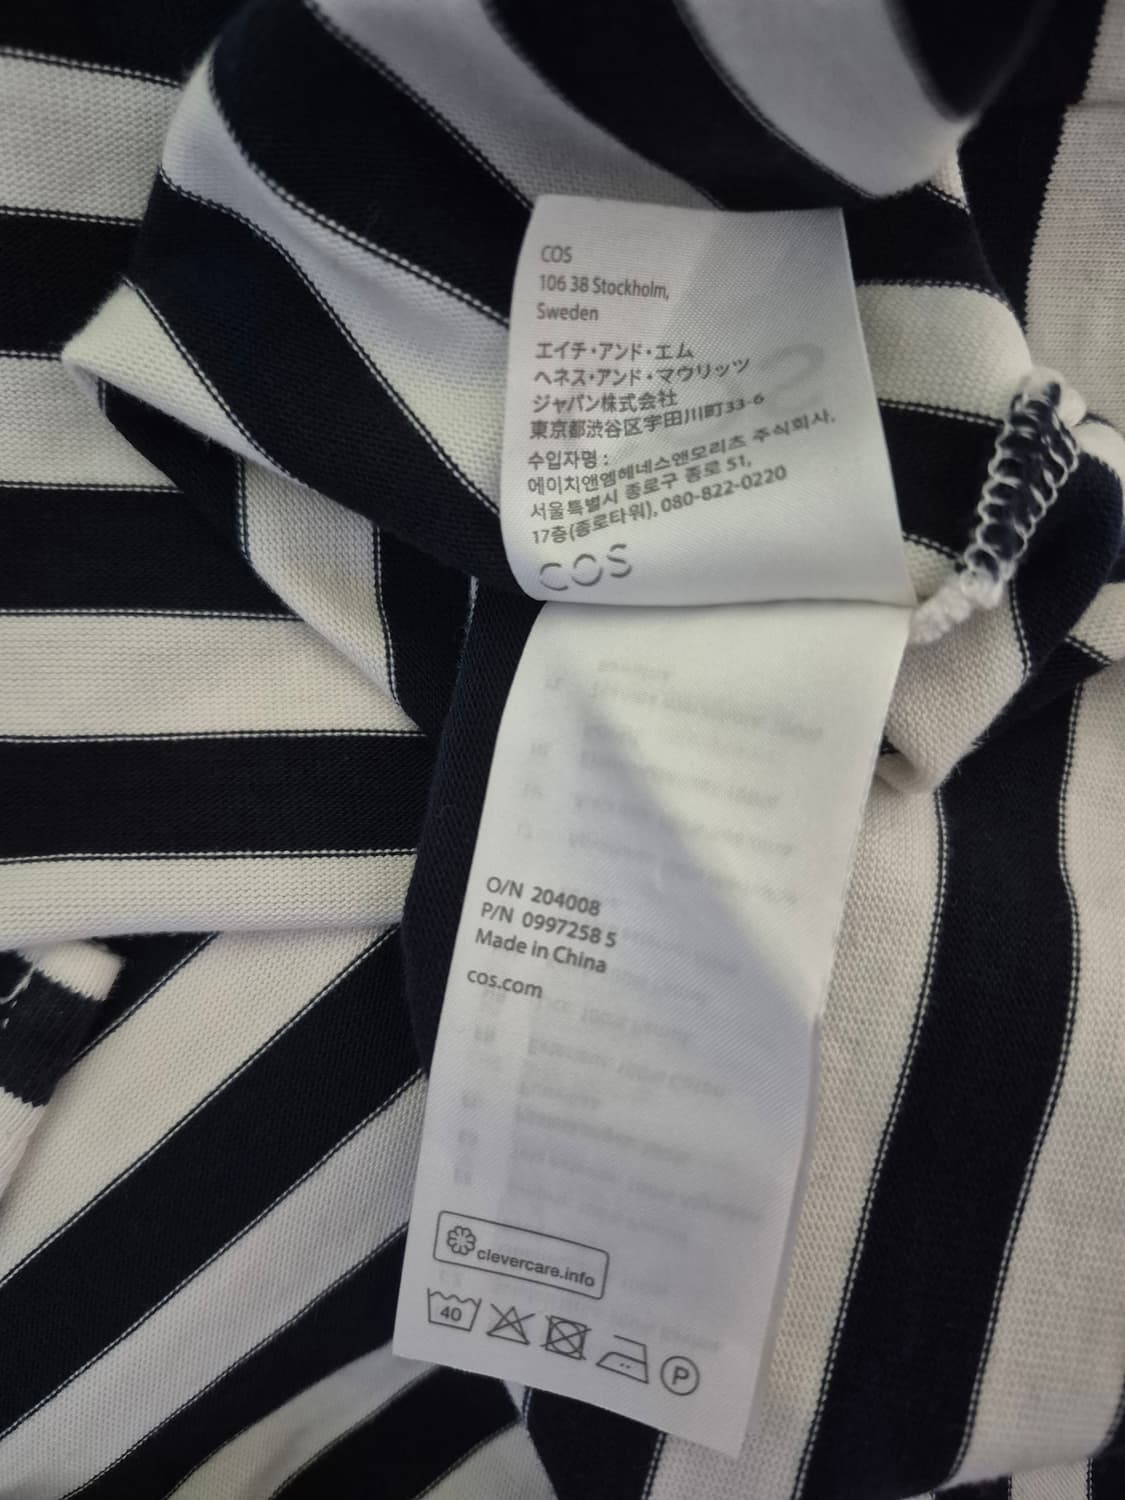 COS
106 38 Stockholm,
Sweden
エイチ・アンド・エム
ヘネス・アンド・マウリッツ
ジャパン株式会社
東京都渋谷区宇田川町33-6
수입자명 :
에이치앤엠헤네스앤모리츠 주식회사,
서울특별시 종로구 종로 51,
17층(종로타워), 080-822-0220
COS
O/N 204008
P/N 0997258 5
Made in China
cos.com
clevercare.info
40
P